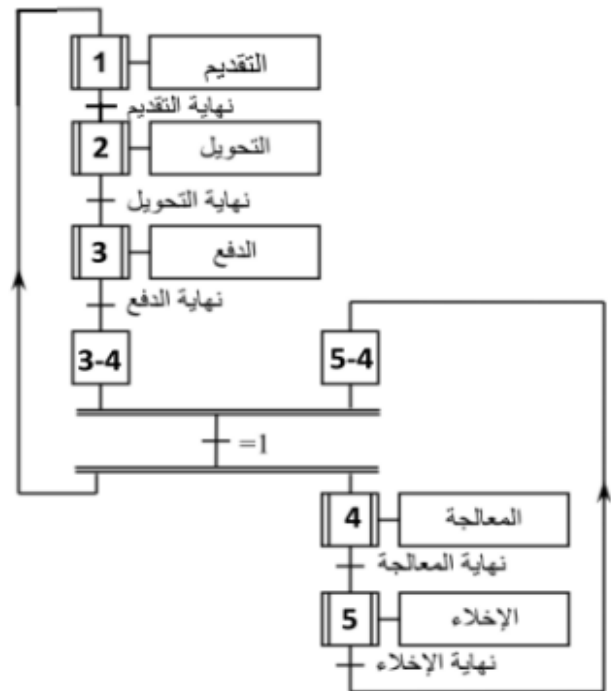 1 التقديم
نهاية التقديم
2 التحويل
نهاية التحويل
3 الدفع
نهاية الدفع
3-4
5-4
=1
4 المعالجة
نهاية المعالجة
5 الإخلاء
نهاية الإخلاء